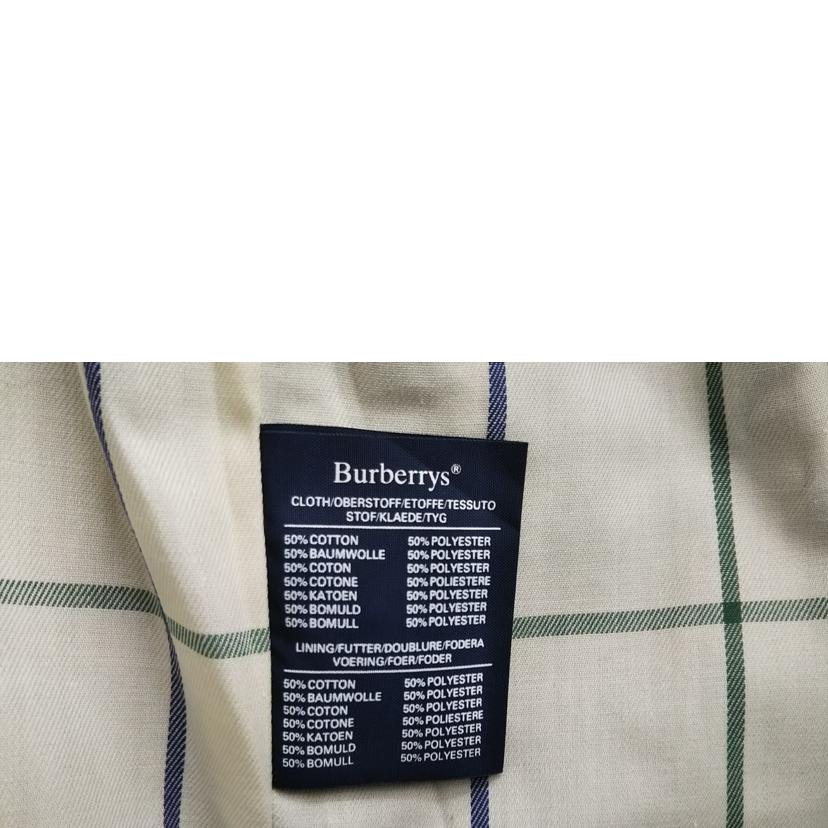 Burberrys®
CLOTH/OBERSTOFF/ETOFFE/TESSUTO
STOF/KLAEDE/TYG
50% COTTON 50% POLYESTER
50% BAUMWOLLE 50% POLYESTER
50% COTON 50% POLYESTER
50% COTONE 50% POLIESTERE
50% KATOEN 50% POLYESTER
50% BOMULD 50% POLYESTER
50% BOMULL 50% POLYESTER
LINING/FUTTER/DOUBLURE/FODERA
VOERING/FOER/FODER
50% COTTON 50% POLYESTER
50% BAUMWOLLE 50% POLYESTER
50% COTON 50% POLYESTER
50% COTONE 50% POLIESTERE
50% KATOEN 50% POLYESTER
50% BOMULD 50% POLYESTER
50% BOMULL 50% POLYESTER